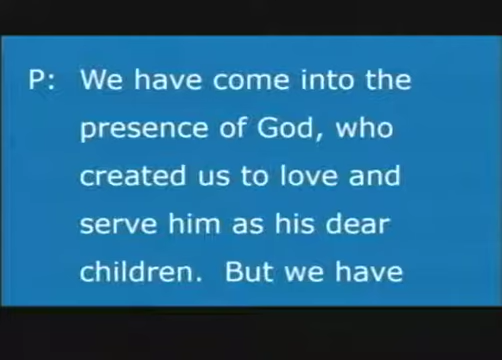 P: We have come into the
presence of God, who
created us to love and
serve him as his dear
children. But we have